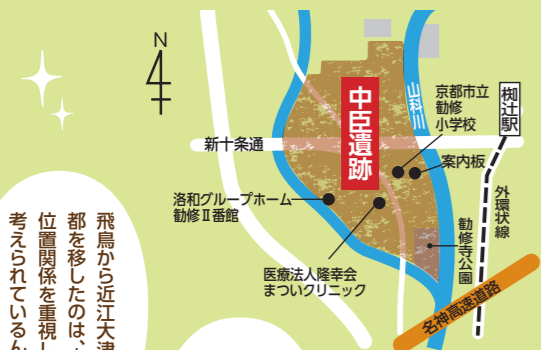 N
中臣遺跡
山科川
京都市立
勧修
小学校
椥辻駅
新十条通
案内板
洛和グループホーム
勧修Ⅱ番館
外環状線
勧修寺公園
医療法人隆幸会
まついクリニック
名神高速道路
飛鳥から近江大津
都を移したのは、
位置関係を重視し
考えられているん